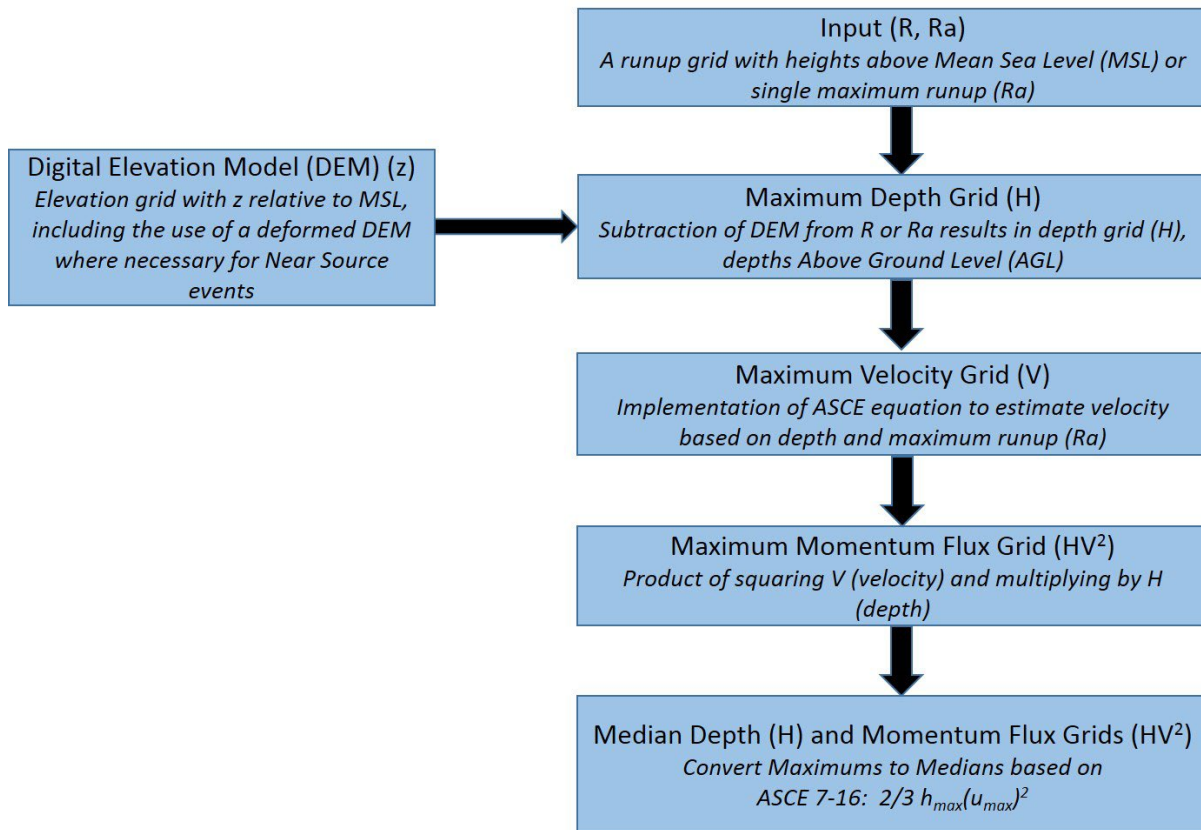 Input (R, Ra)
A runup grid with heights above Mean Sea Level (MSL) or
single maximum runup (Ra)
Digital Elevation Model (DEM) (z)
Elevation grid with z relative to MSL,
including the use of a deformed DEM
where necessary for Near Source
events
Maximum Depth Grid (H)
Subtraction of DEM from R or Ra results in depth grid (H),
depths Above Ground Level (AGL)
Maximum Velocity Grid (V)
Implementation of ASCE equation to estimate velocity
based on depth and maximum runup (Ra)
Maximum Momentum Flux Grid (HV²)
Product of squaring V (velocity) and multiplying by H
(depth)
Median Depth (H) and Momentum Flux Grids (HV²)
Convert Maximums to Medians based on
ASCE 7-16: 2/3 hₘₐₓ(uₘₐₓ)²